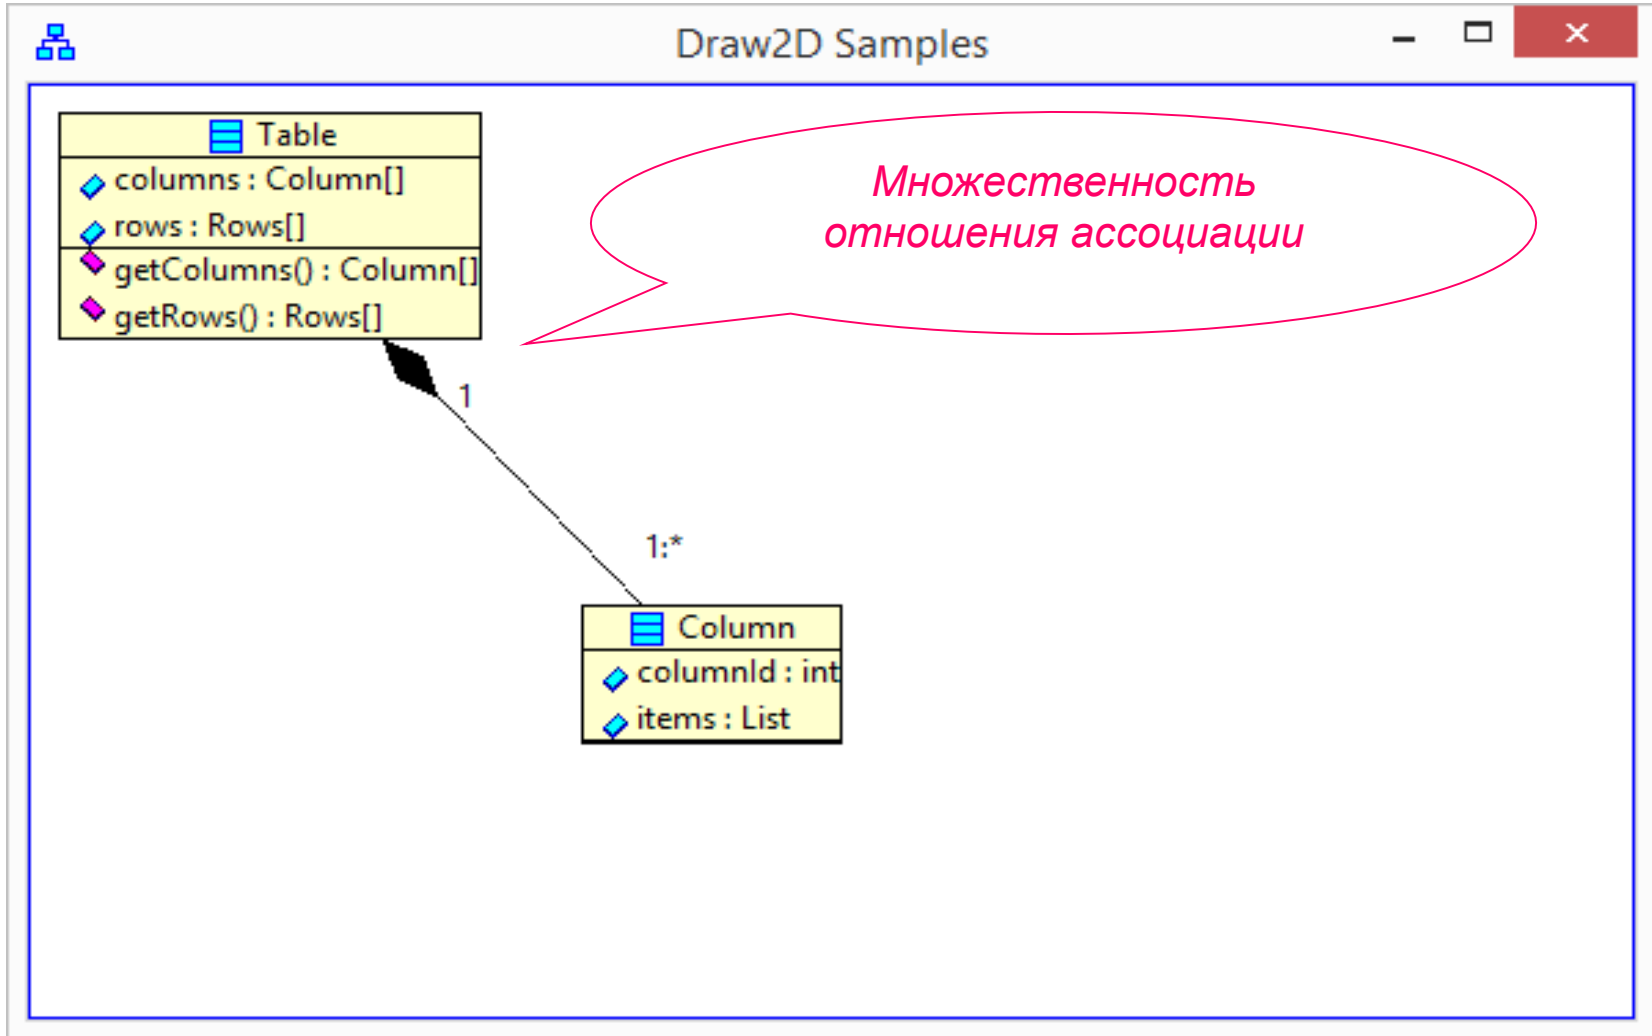 Draw2D Samples
Table
columns : Column[]
rows : Rows[]
getColumns() : Column[]
getRows() : Rows[]
Множественность
отношения ассоциации
1
1:*
Column
columnId : int
items : List